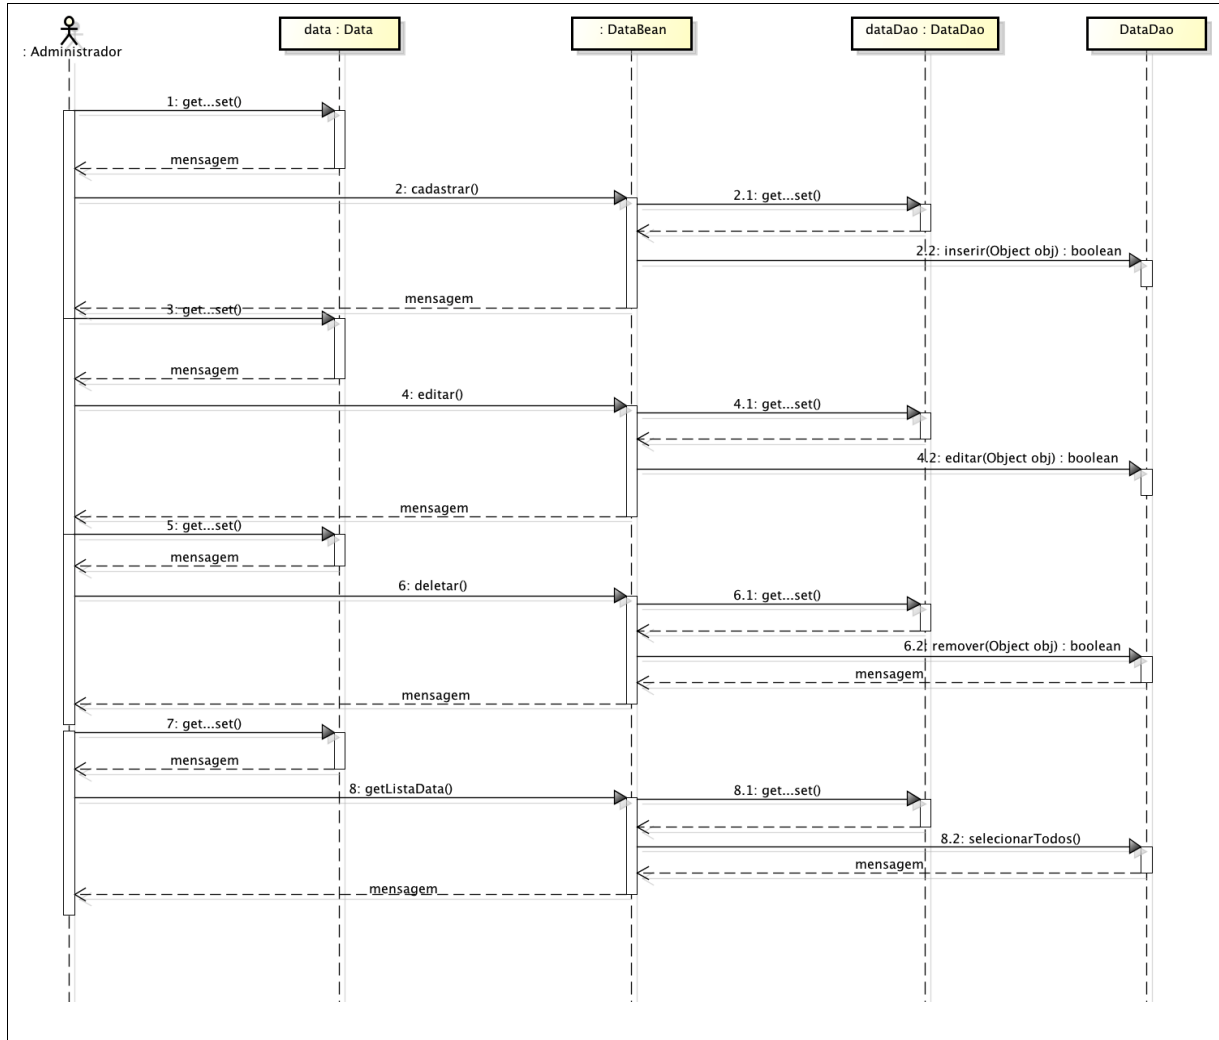 data : Data
: DataBean
dataDao : DataDao
DataDao
: Administrador
1: get...set()
mensagem
2: cadastrar()
2.1: get...set()
2.2: inserir(Object obj) : boolean
mensagem
3: get...set()
mensagem
4: editar()
4.1: get...set()
4.2: editar(Object obj) : boolean
mensagem
5: get...set()
mensagem
6: deletar()
6.1: get...set()
6.2: remover(Object obj) : boolean
mensagem
mensagem
7: get...set()
mensagem
8: getListaData()
8.1: get...set()
8.2: selecionarTodos()
mensagem
mensagem